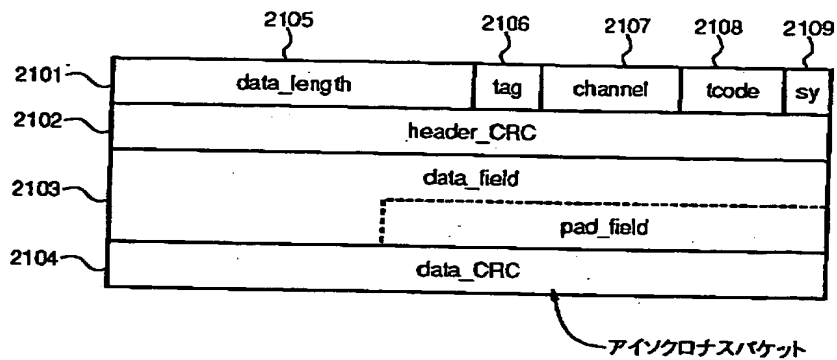 2105 2106 2107 2108 2109
2101 data_length tag channel tcode sy
2102 header_CRC
2103 data_field
pad_field
2104 data_CRC
アイソクロナスパケット